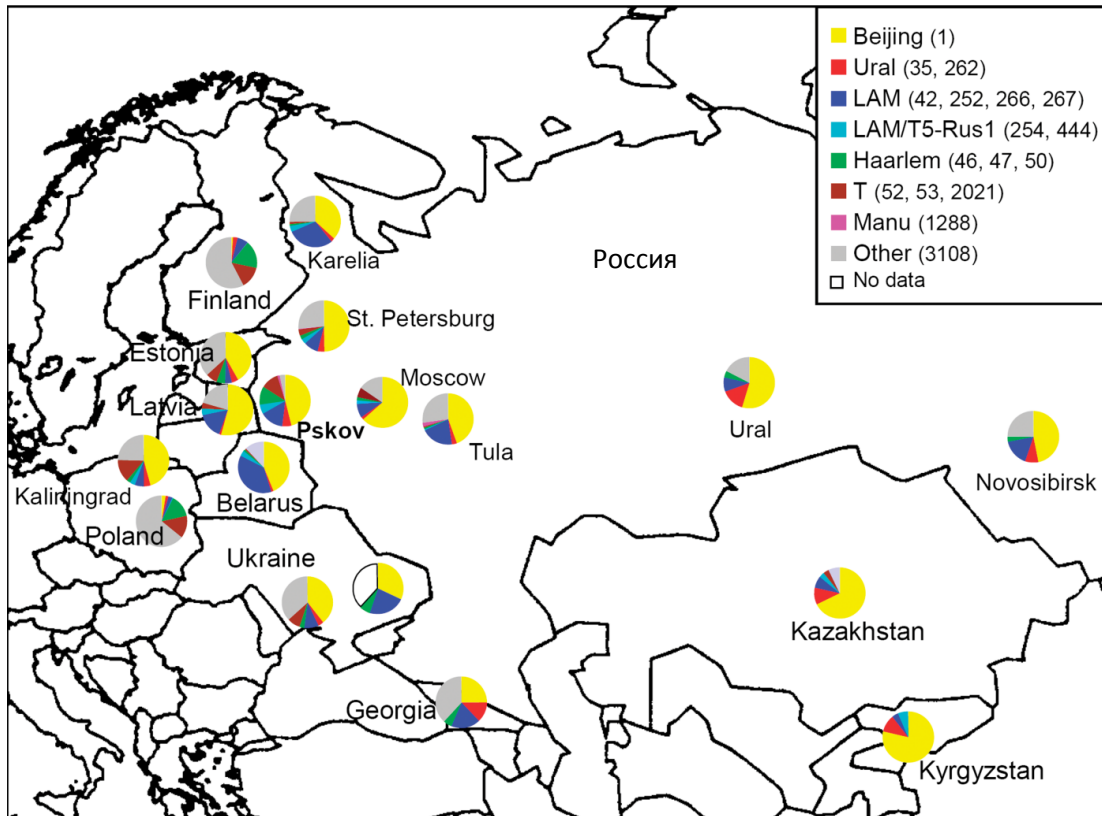 Beijing (1)
Ural (35, 262)
LAM (42, 252, 266, 267)
LAM/T5-Rus1 (254, 444)
Haarlem (46, 47, 50)
T (52, 53, 2021)
Manu (1288)
Other (3108)
No data
Россия
Karelia
Finland
St. Petersburg
Estonia
Moscow
Latvia
Pskov
Tula
Ural
Novosibirsk
Kaliningrad
Belarus
Poland
Ukraine
Kazakhstan
Georgia
Kyrgyzstan